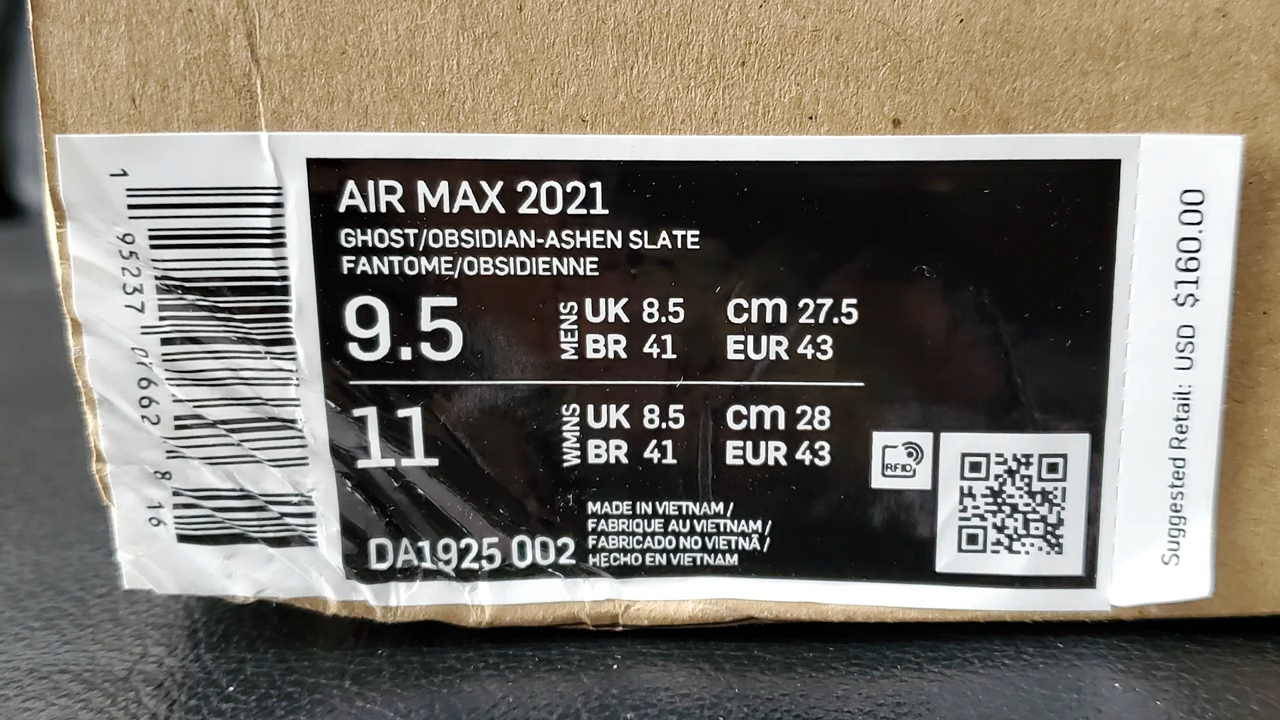 AIR MAX 2021
GHOST/OBSIDIAN-ASHEN SLATE
FANTOME/OBSIDIENNE
9.5 MENS UK 8.5 cm 27.5
BR 41 EUR 43
11 WMNS UK 8.5 cm 28
BR 41 EUR 43
RFID
MADE IN VIETNAM /
FABRIQUE AU VIETNAM /
FABRICADO NO VIETNÃ /
HECHO EN VIETNAM
DA1925 002
1 95237 07662 8 16
Suggested Retail: USD $160.00